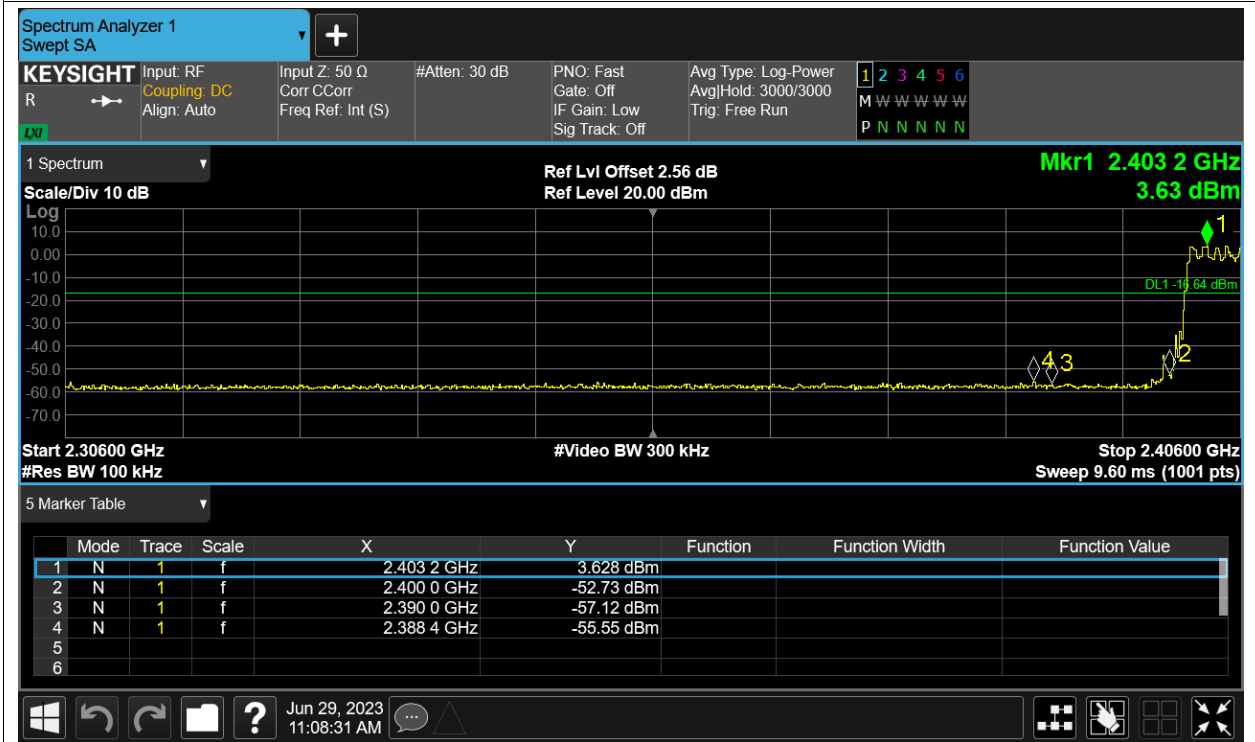 Spectrum Analyzer 1
Swept SA
+
KEYSIGHT Input: RF Input Z: 50 Ω #Atten: 30 dB PNO: Fast Avg Type: Log-Power 1 2 3 4 5 6
R Coupling: DC Corr CCorr Gate: Off Avg|Hold: 3000/3000 M W W W W W
Align: Auto Freq Ref: Int (S) IF Gain: Low Trig: Free Run
LXI Sig Track: Off P N N N N N
1 Spectrum Ref Lvl Offset 2.56 dB Mkr1 2.403 2 GHz
Scale/Div 10 dB Ref Level 20.00 dBm 3.63 dBm
Log
1
10.0
0.00
-10.0
DL1 -16.64 dBm
-20.0
-30.0
-40.0
4 3 2
-50.0
-60.0
-70.0
Start 2.30600 GHz #Video BW 300 kHz Stop 2.40600 GHz
#Res BW 100 kHz Sweep 9.60 ms (1001 pts)
5 Marker Table
Mode Trace Scale X Y Function Function Width Function Value
1 N 1 f 2.403 2 GHz 3.628 dBm
2 N 1 f 2.400 0 GHz -52.73 dBm
3 N 1 f 2.390 0 GHz -57.12 dBm
4 N 1 f 2.388 4 GHz -55.55 dBm
5
6
? Jun 29, 2023
11:08:31 AM